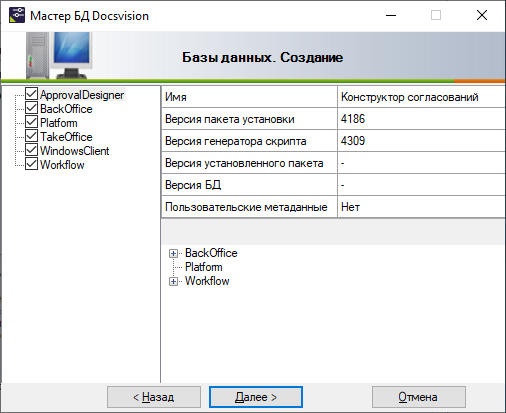 Мастер БД Docsvision
Базы данных. Создание
ApprovalDesigner
BackOffice
Platform
TakeOffice
WindowsClient
Workflow
Имя Конструктор согласований
Версия пакета установки 4186
Версия генератора скрипта 4309
Версия установленного пакета -
Версия БД -
Пользовательские метаданные Нет
BackOffice
Platform
Workflow
< Назад
Далее >
Отмена